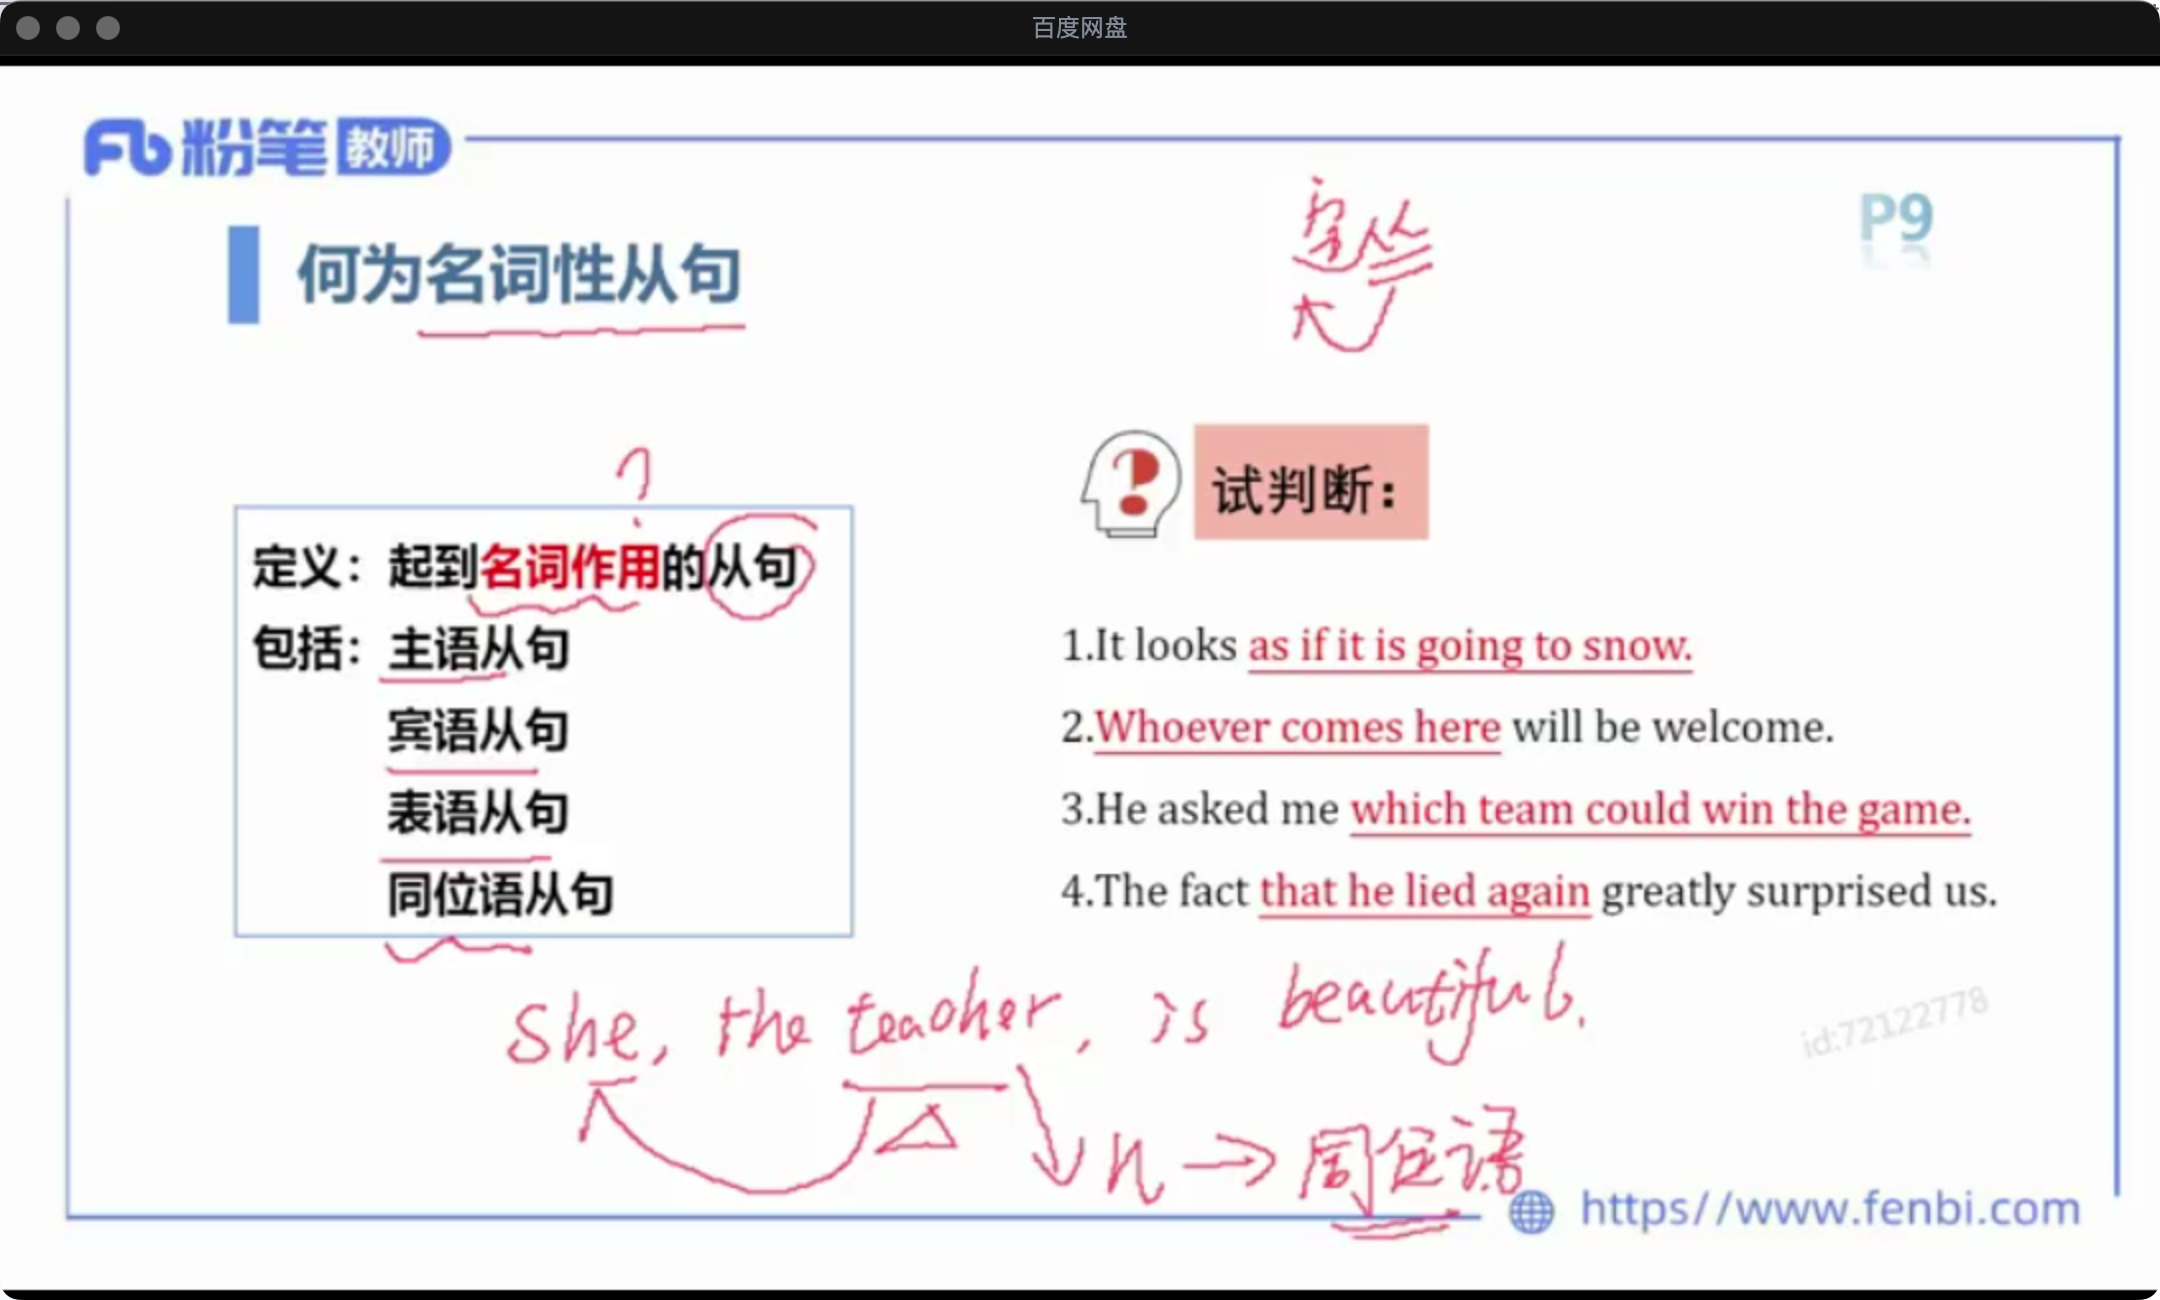 百度网盘
粉笔 教师
P9
何为名词性从句
定从
试判断：
定义：起到名词作用的从句
包括：主语从句
宾语从句
表语从句
同位语从句
1.It looks as if it is going to snow.
2.Whoever comes here will be welcome.
3.He asked me which team could win the game.
4.The fact that he lied again greatly surprised us.
She, the teacher, is beautiful.
id:72122778
n → 同位语
https//www.fenbi.com